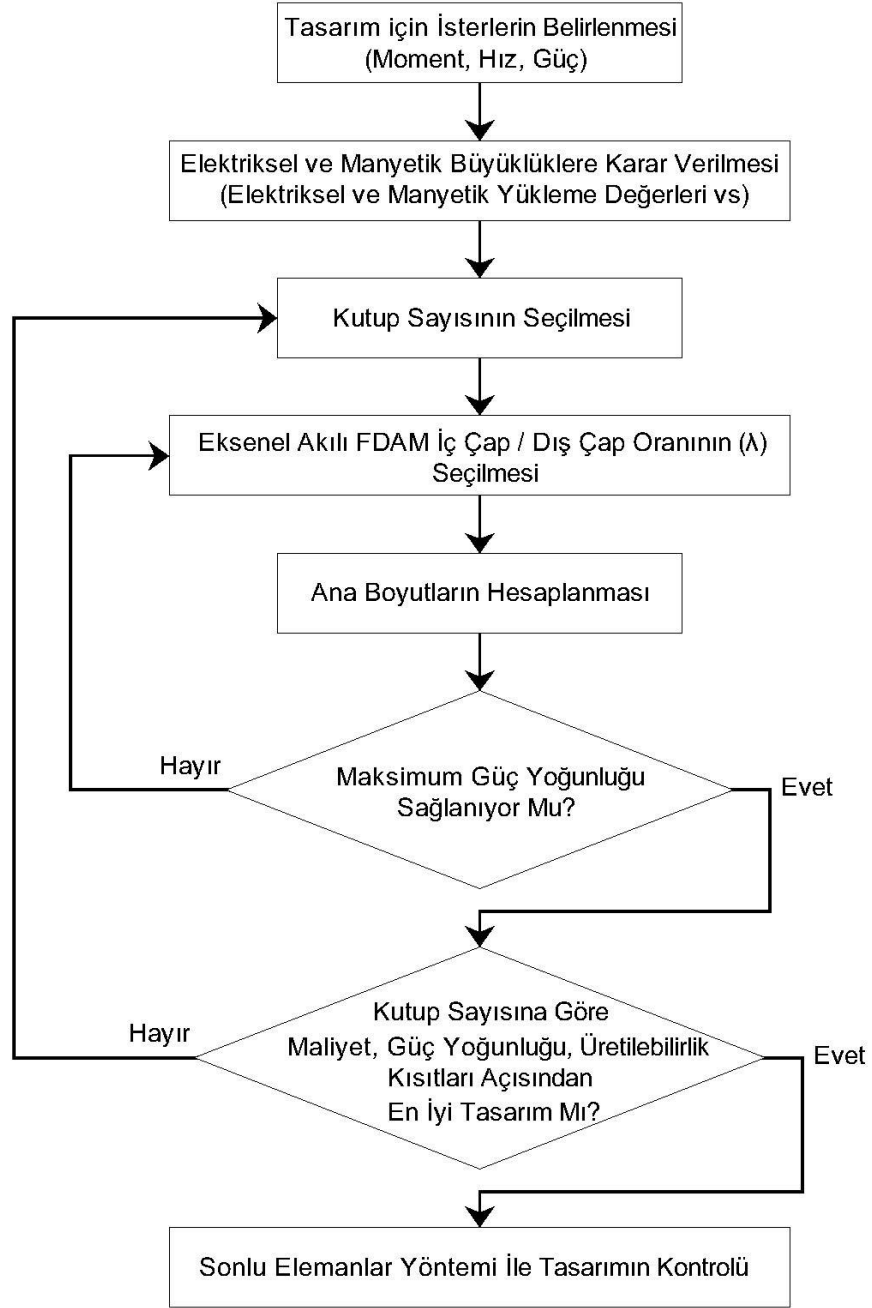 Tasarım için İsterlerin Belirlenmesi
(Moment, Hız, Güç)
Elektriksel ve Manyetik Büyüklüklere Karar Verilmesi
(Elektriksel ve Manyetik Yükleme Değerleri vs)
Kutup Sayısının Seçilmesi
Eksenel Akılı FDAM İç Çap / Dış Çap Oranının (λ)
Seçilmesi
Ana Boyutların Hesaplanması
Hayır
Maksimum Güç Yoğunluğu
Sağlanıyor Mu?
Evet
Hayır
Kutup Sayısına Göre
Maliyet, Güç Yoğunluğu, Üretilebilirlik
Kısıtları Açısından
En İyi Tasarım Mı?
Evet
Sonlu Elemanlar Yöntemi İle Tasarımın Kontrolü